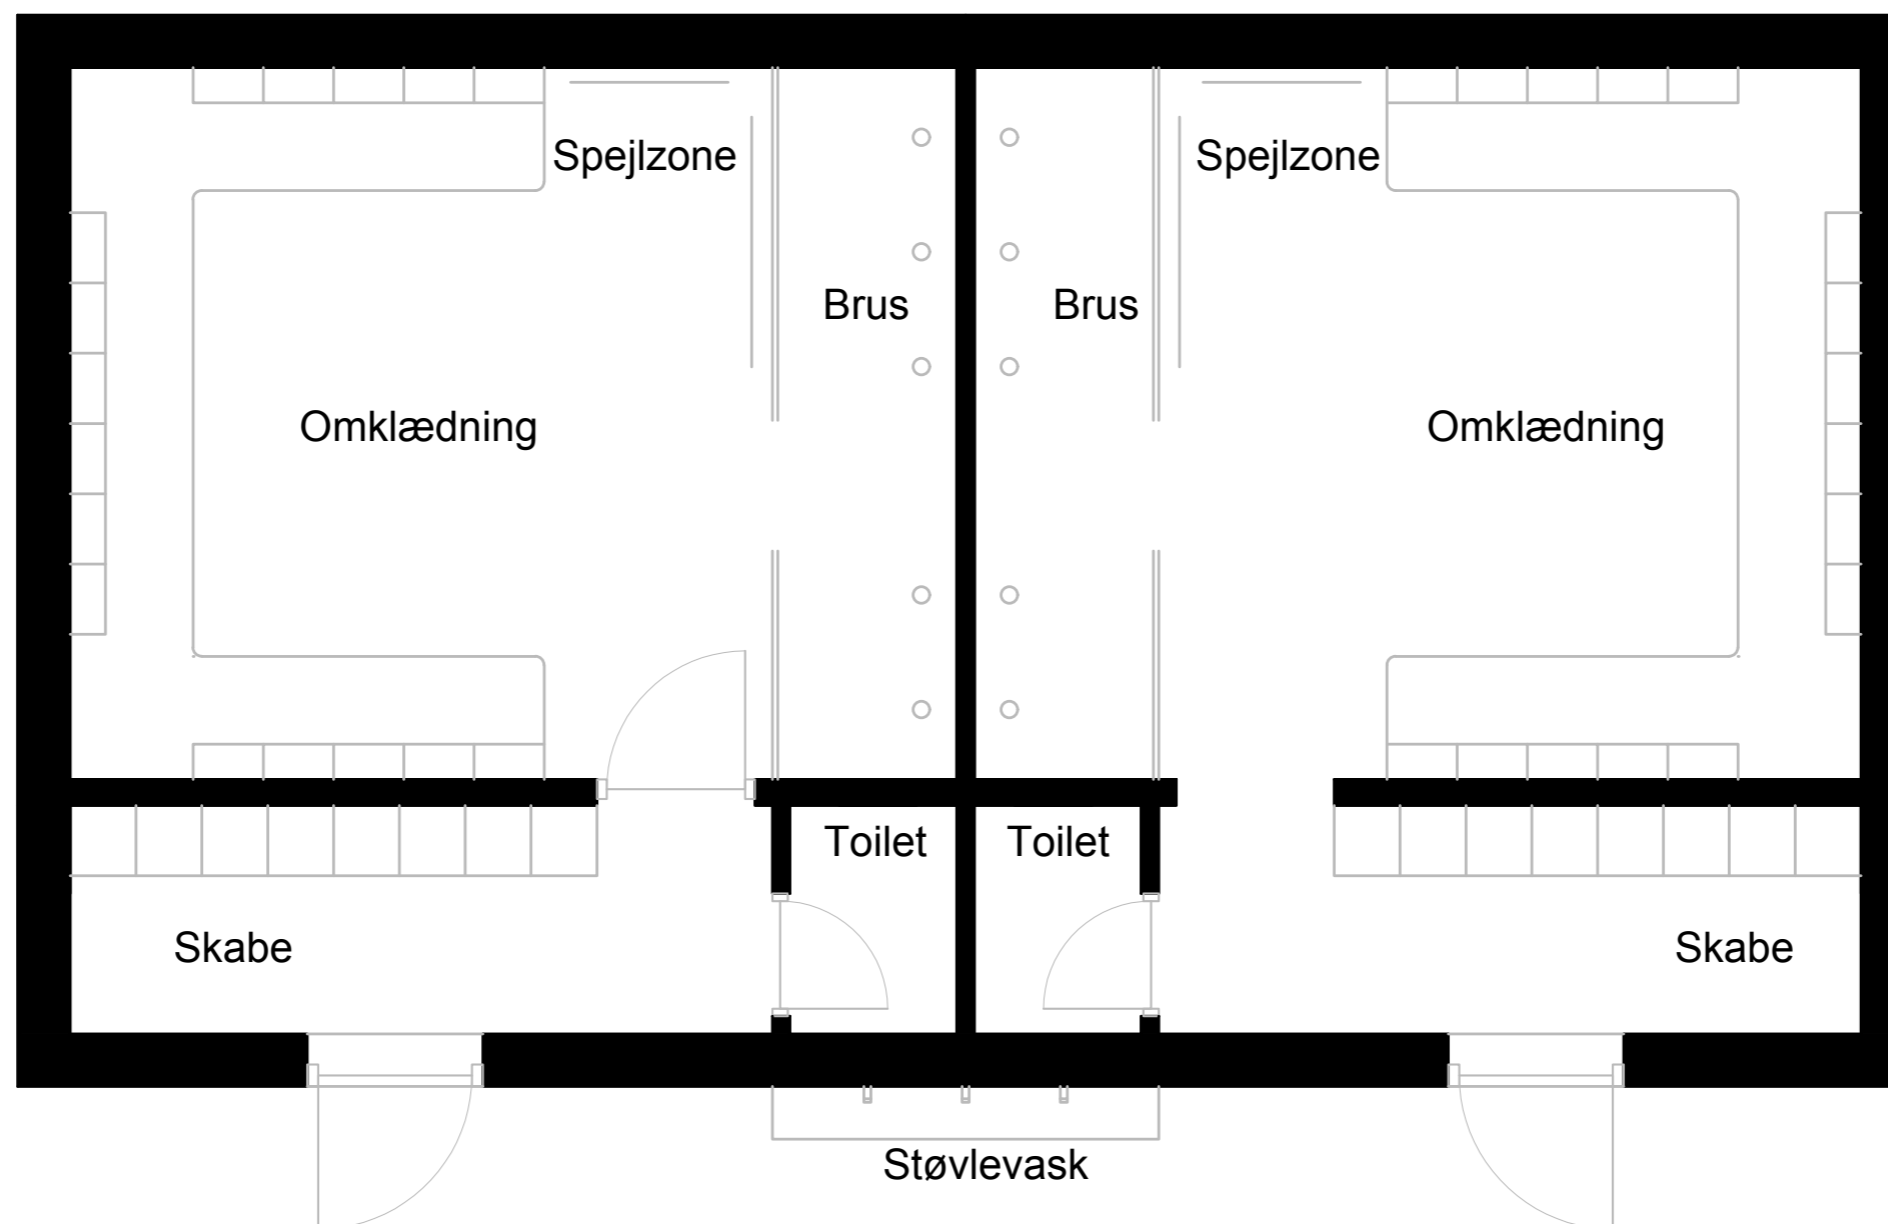 Spejlzone
Spejlzone
Brus
Brus
Omklædning
Omklædning
Toilet
Toilet
Skabe
Skabe
Støvlevask